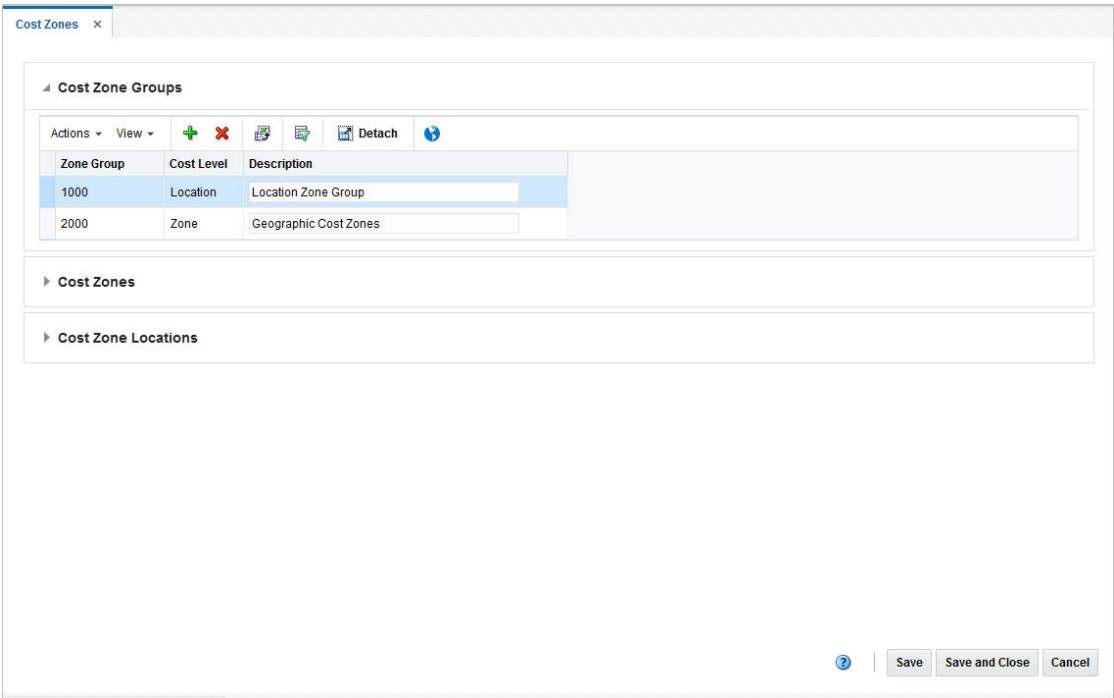 Cost Zones ×
Cost Zone Groups
Actions View Detach
Zone Group Cost Level Description
1000 Location Location Zone Group
2000 Zone Geographic Cost Zones
Cost Zones
Cost Zone Locations
? Save Save and Close Cancel